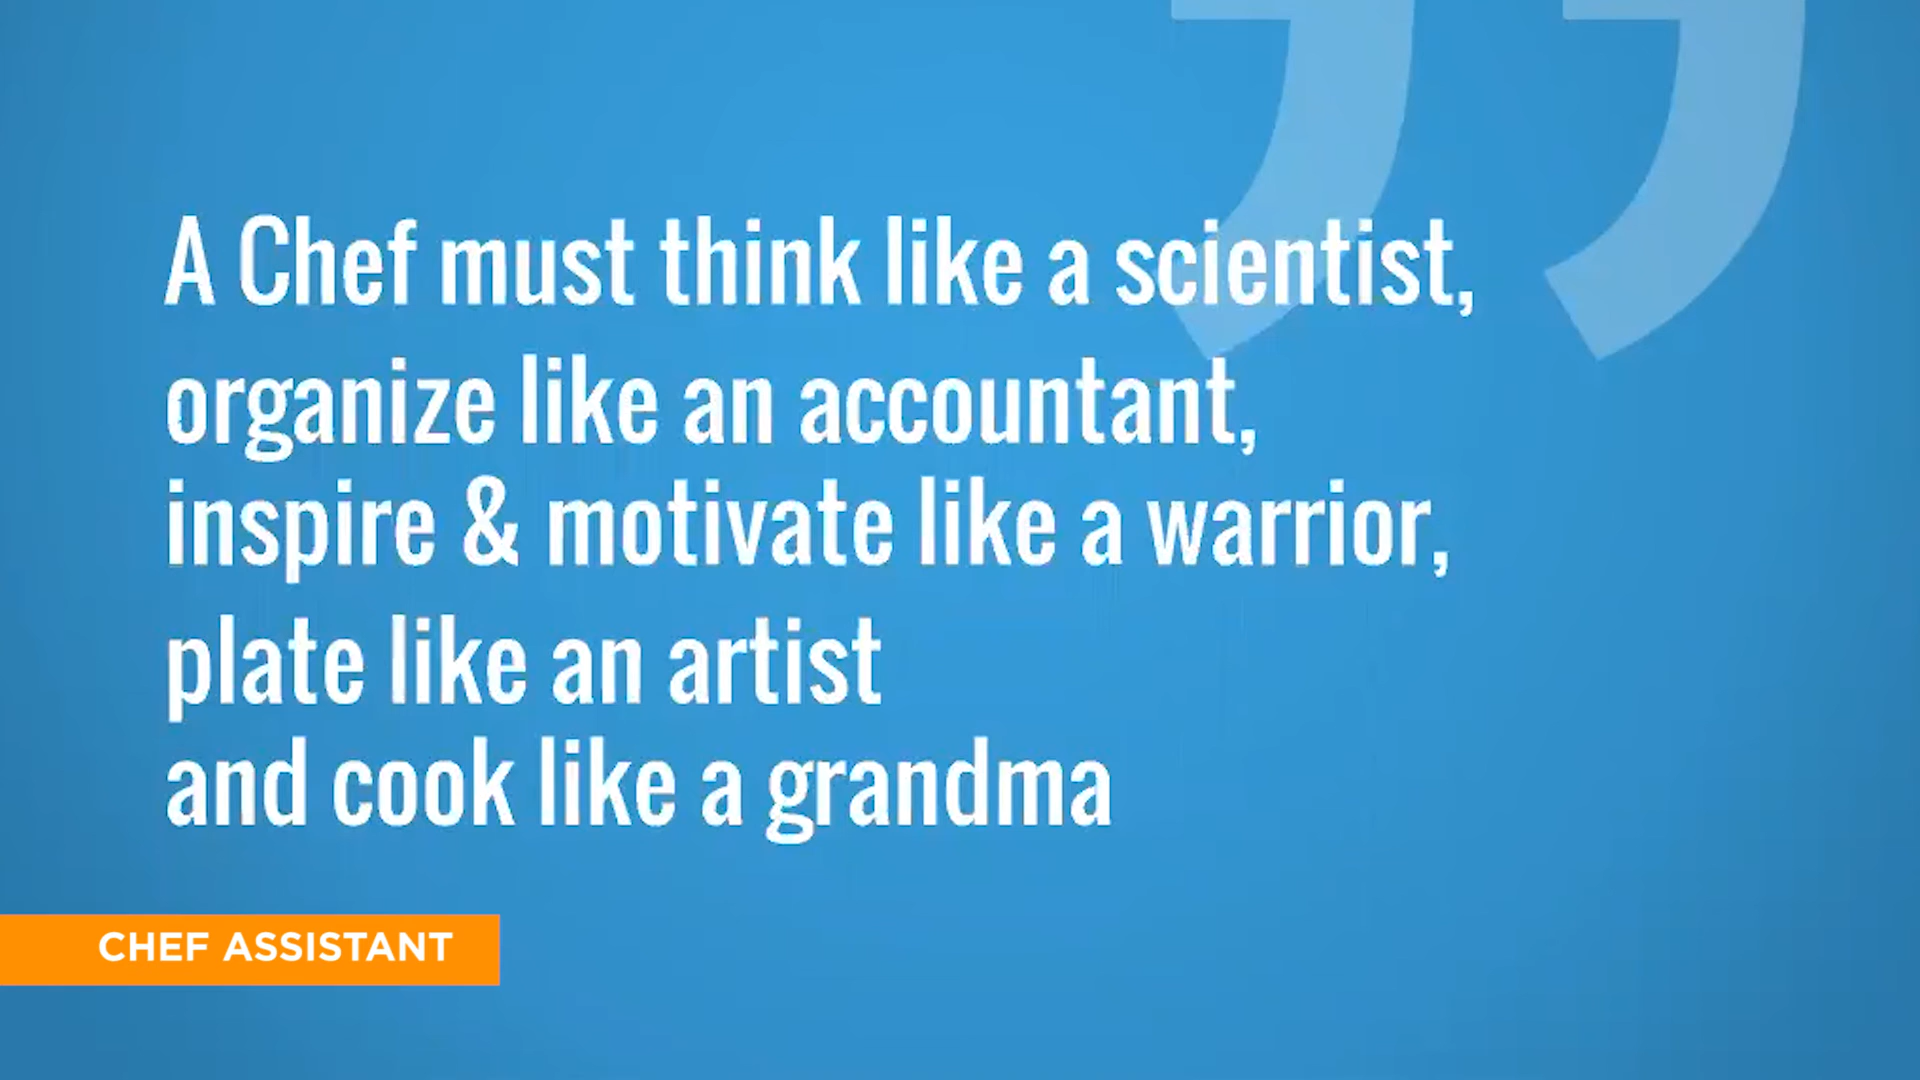 A Chef must think like a scientist,
organize like an accountant,
inspire & motivate like a warrior,
plate like an artist
and cook like a grandma
CHEF ASSISTANT